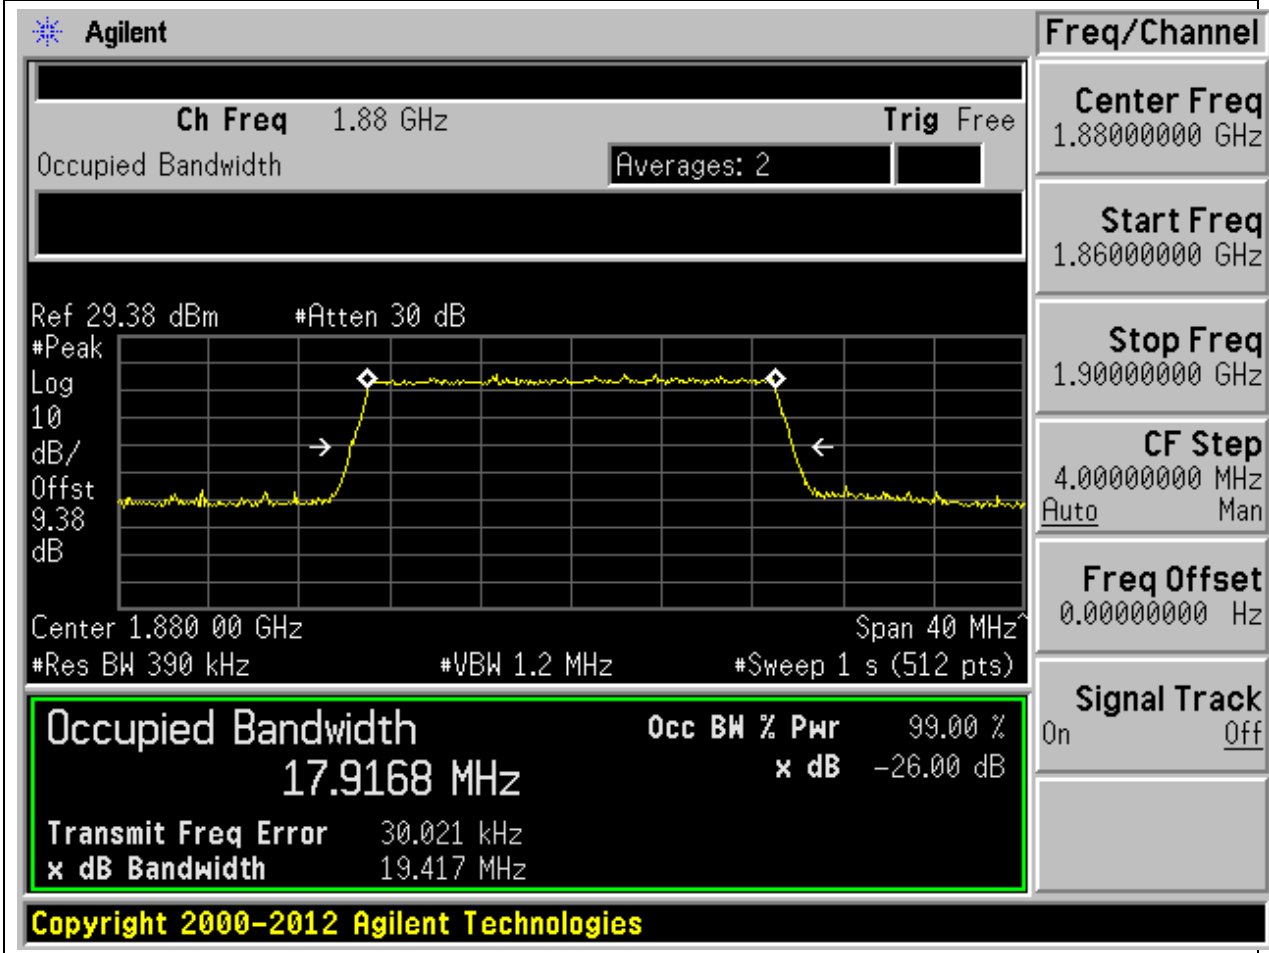 Agilent
Freq/Channel
Ch Freq 1.88 GHz Trig Free
Occupied Bandwidth Averages: 2
Ref 29.38 dBm #Atten 30 dB
#Peak
Log
10
dB/
Offst
9.38
dB
Center 1.880 00 GHz Span 40 MHz^
#Res BW 390 kHz #VBW 1.2 MHz #Sweep 1 s (512 pts)
Occupied Bandwidth
17.9168 MHz
Occ BW % Pwr 99.00 %
x dB -26.00 dB
Transmit Freq Error 30.021 kHz
x dB Bandwidth 19.417 MHz
Copyright 2000-2012 Agilent Technologies
Center Freq
1.88000000 GHz
Start Freq
1.86000000 GHz
Stop Freq
1.90000000 GHz
CF Step
4.00000000 MHz
Auto Man
Freq Offset
0.00000000 Hz
Signal Track
On Off